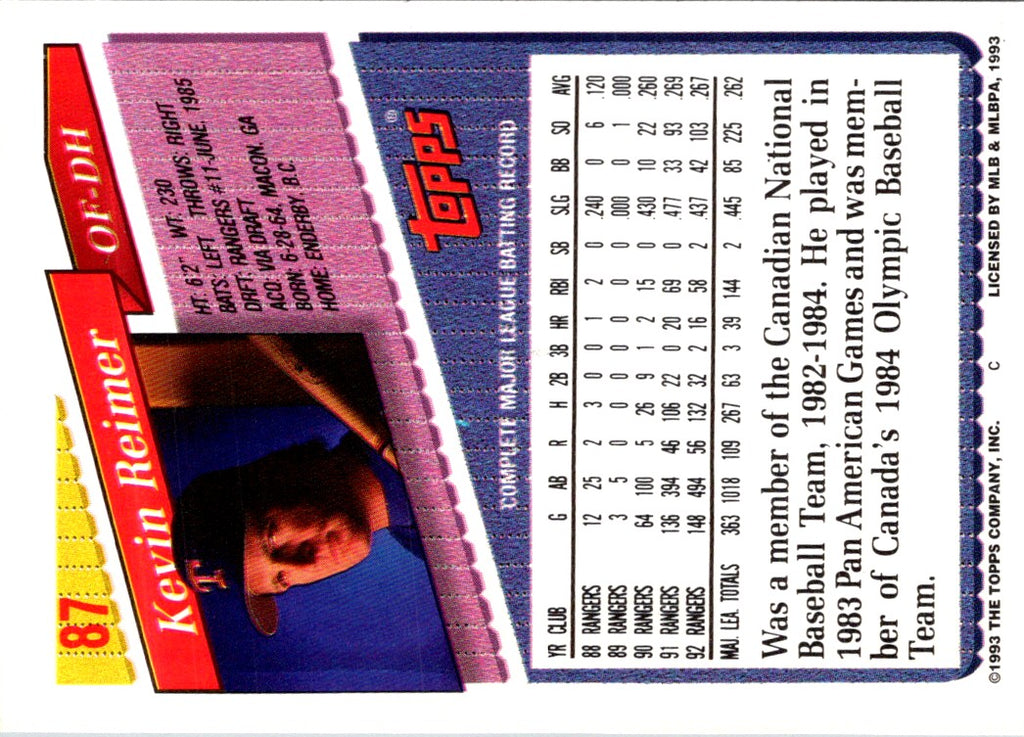 87
Kevin Reimer
OF-DH
HT: 6'2" WT: 230
BATS: LEFT THROWS: RIGHT
DRFT: RANGERS #11-JUNE, 1985
ACQ: VIA DRAFT
BORN: 6-28-64, MACON, GA
HOME: ENDERBY, B.C.
T
TOPPS®
COMPLETE MAJOR LEAGUE BATTING RECORD
YR CLUB G AB R H 2B 3B HR RBI SB SLG BB SO AVG
88 RANGERS 12 25 2 3 0 0 1 2 0 .240 0 6 .120
89 RANGERS 3 5 0 0 0 0 0 0 0 .000 0 1 .000
90 RANGERS 64 100 5 26 9 1 2 15 0 .430 10 22 .260
91 RANGERS 136 394 46 106 22 0 20 69 0 .477 33 93 .269
92 RANGERS 148 494 56 132 32 2 16 58 2 .437 42 103 .267
MAJ. LEA. TOTALS 363 1018 109 267 63 3 39 144 2 .445 85 225 .262
Was a member of the Canadian National
Baseball Team, 1982-1984. He played in
1983 Pan American Games and was mem-
ber of Canada's 1984 Olympic Baseball
Team.
©1993 THE TOPPS COMPANY, INC. C LICENSED BY MLB & MLBPA, 1993